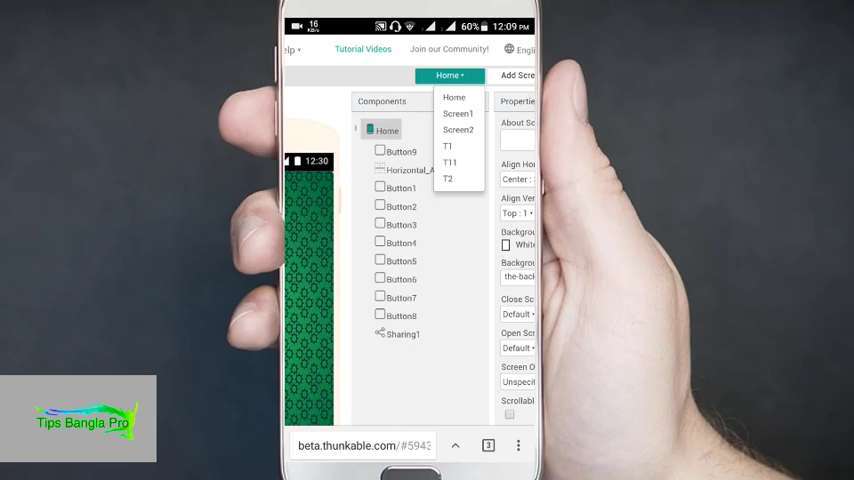 16
KB/s
60%
12:09 PM
elp
Tutorial Videos
Join our Community!
Engli
Home
Add Scre
Components
Home
Screen1
Screen2
T1
T11
T2
Propertie
Home
12:30
Button9
Horizontal_A
Button1
Button2
Button3
Button4
Button5
Button6
Button7
Button8
Sharing1
About Sc
Align Hor
Center :
Align Ver
Top : 1
Backgrou
White
Backgrou
the-back
Close Scr
Default
Open Scr
Default
Screen O
Unspecif
Scrollabl
Tips Bangla Pro
beta.thunkable.com/#5943
3